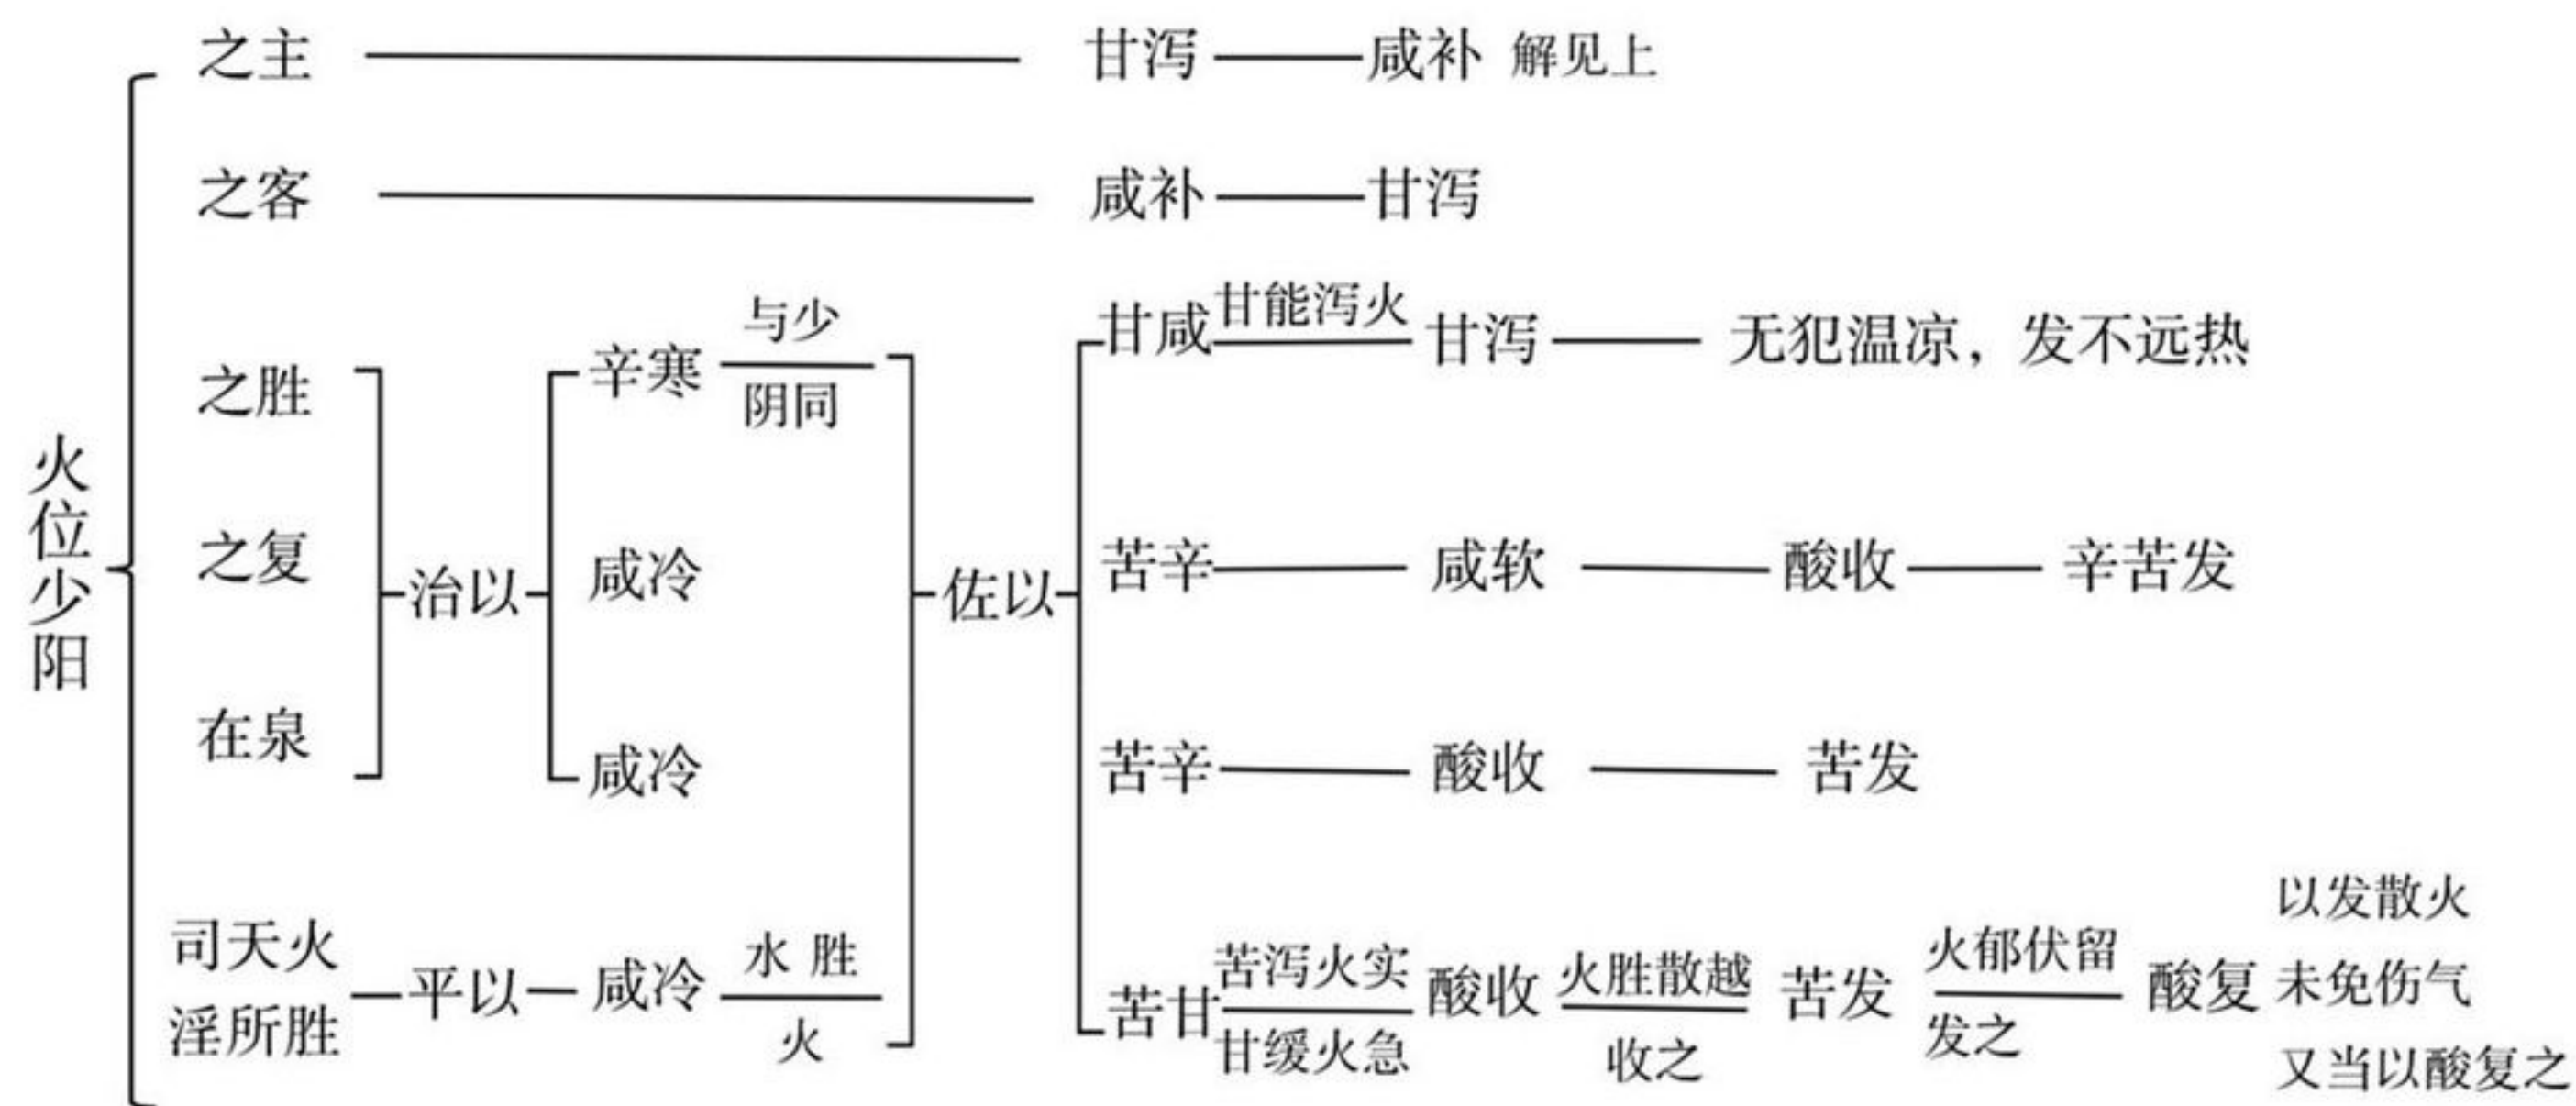 火位少阳
之主 甘泻 咸补 解见上
之客 咸补 甘泻
之胜
之复
在泉
治以
辛寒 与少
阴同
咸冷
咸冷
司天火
淫所胜
平以 咸冷 水胜
火
佐以
甘咸 甘能泻火 甘泻 无犯温凉，发不远热
苦辛 咸软 酸收 辛苦发
苦辛 酸收 苦发
苦甘 苦泻火实
甘缓火急
酸收 火胜散越
收之
苦发 火郁伏留
发之
酸复 以发散火
未免伤气
又当以酸复之